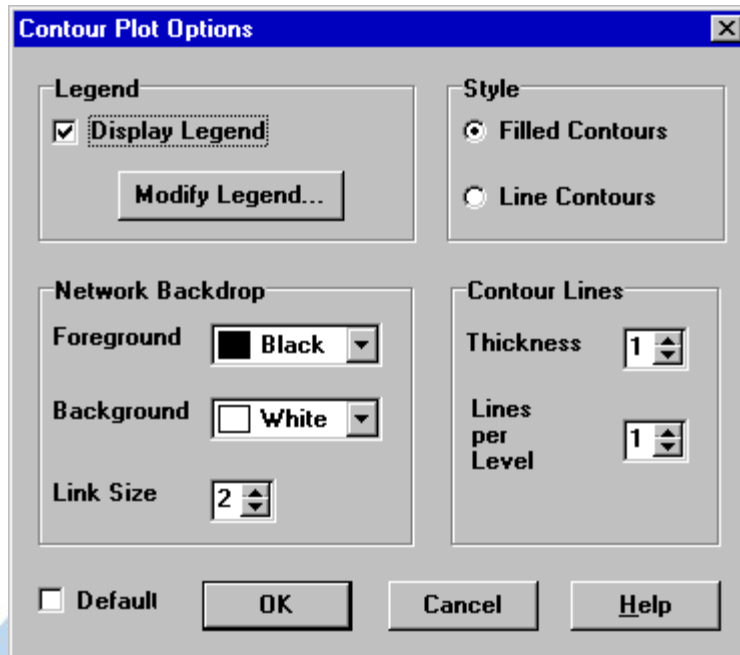 Contour Plot Options
Legend
Display Legend
Modify Legend...
Style
Filled Contours
Line Contours
Network Backdrop
Foreground
Black
Background
White
Link Size
2
Contour Lines
Thickness
1
Lines
per
Level
1
Default
OK
Cancel
Help